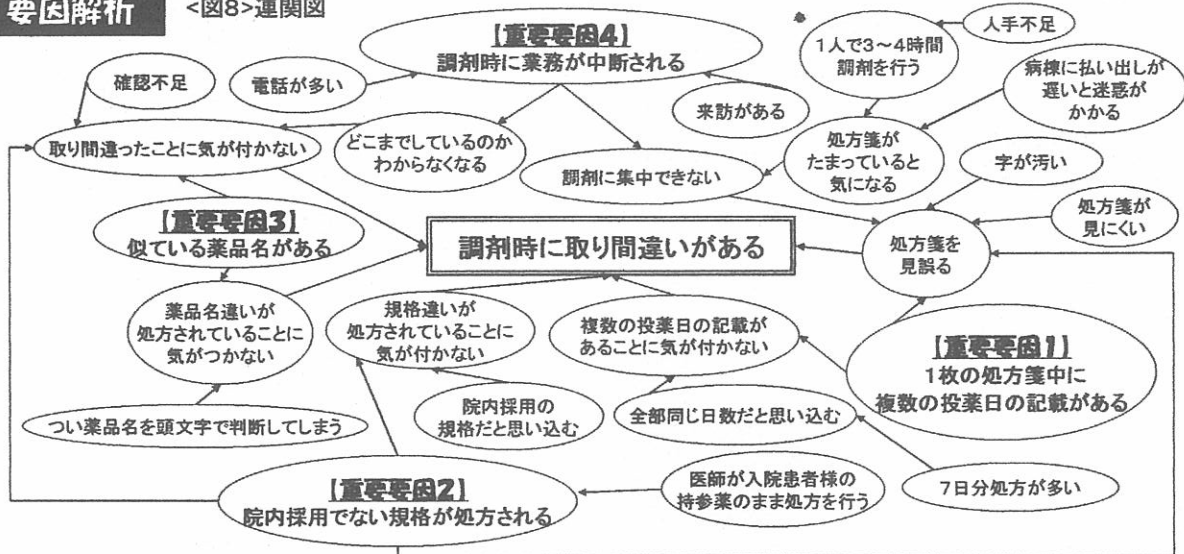 要因解析
<図8>連関図
【重要要因4】
調剤時に業務が中断される
1人で3～4時間
調剤を行う
人手不足
確認不足
電話が多い
来訪がある
病棟に払い出しが
遅いと迷惑が
かかる
取り間違ったことに気が付かない
どこまでしているのか
わからなくなる
調剤に集中できない
処方箋が
たまっていると
気になる
字が汚い
【重要要因3】
似ている薬品名がある
調剤時に取り間違いがある
処方箋を
見誤る
処方箋が
見にくい
薬品名違いが
処方されていることに
気がつかない
規格違いが
処方されていることに
気が付かない
複数の投薬日の記載が
あることに気が付かない
【重要要因1】
1枚の処方箋中に
複数の投薬日の記載がある
つい薬品名を頭文字で判断してしまう
院内採用の
規格だと思い込む
全部同じ日数だと思い込む
【重要要因2】
院内採用でない規格が処方される
医師が入院患者様の
持参薬のまま処方を行う
7日分処方が多い